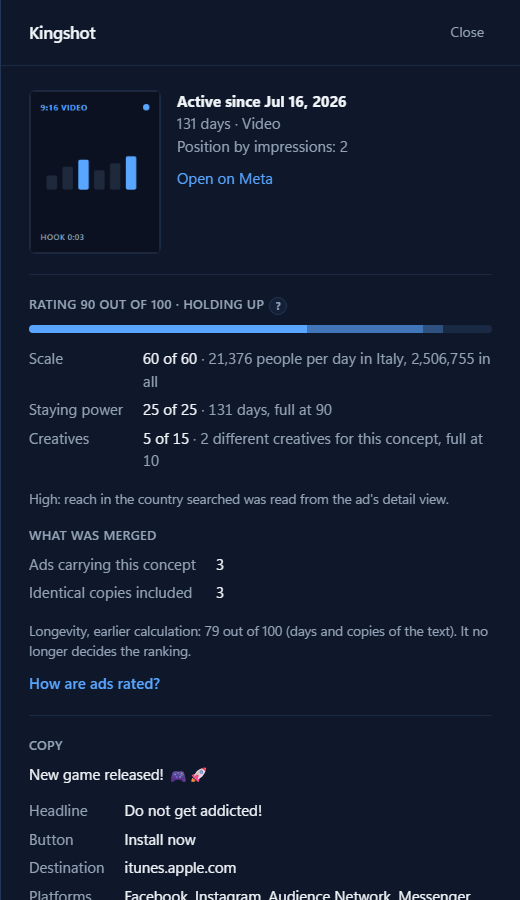 Kingshot
Close
9:16 VIDEO
HOOK 0:03
Active since Jul 16, 2026
131 days · Video
Position by impressions: 2
Open on Meta
RATING 90 OUT OF 100 · HOLDING UP ?
Scale 60 of 60 · 21,376 people per day in Italy, 2,506,755 in
all
Staying power 25 of 25 · 131 days, full at 90
Creatives 5 of 15 · 2 different creatives for this concept, full at
10
High: reach in the country searched was read from the ad's detail view.
WHAT WAS MERGED
Ads carrying this concept 3
Identical copies included 3
Longevity, earlier calculation: 79 out of 100 (days and copies of the text). It no
longer decides the ranking.
How are ads rated?
COPY
New game released! 🎮 🚀
Headline Do not get addicted!
Button Install now
Destination itunes.apple.com
Platforms Facebook, Instagram, Audience Network, Messenger